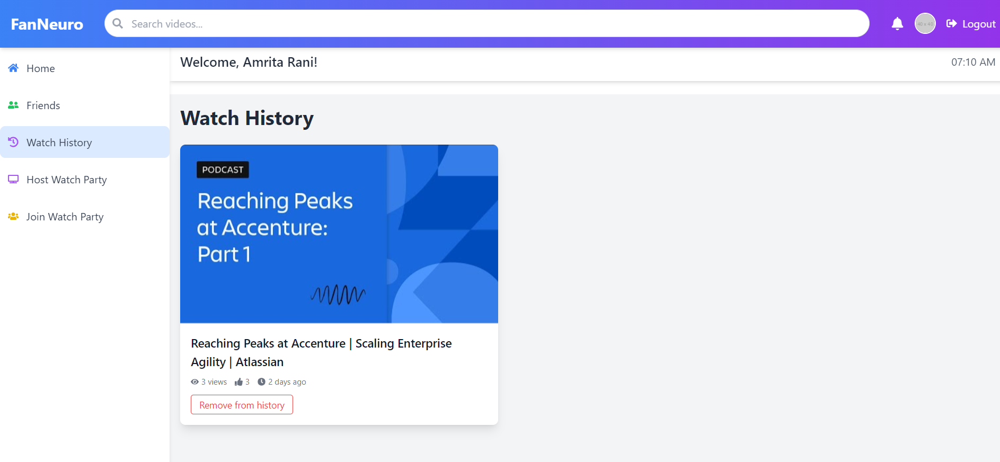 FanNeuro
Search videos...
40 x 40
Logout
Home
Friends
Watch History
Host Watch Party
Join Watch Party
Welcome, Amrita Rani!
07:10 AM
Watch History
PODCAST
Reaching Peaks
at Accenture:
Part 1
Reaching Peaks at Accenture | Scaling Enterprise
Agility | Atlassian
3 views 3 2 days ago
Remove from history